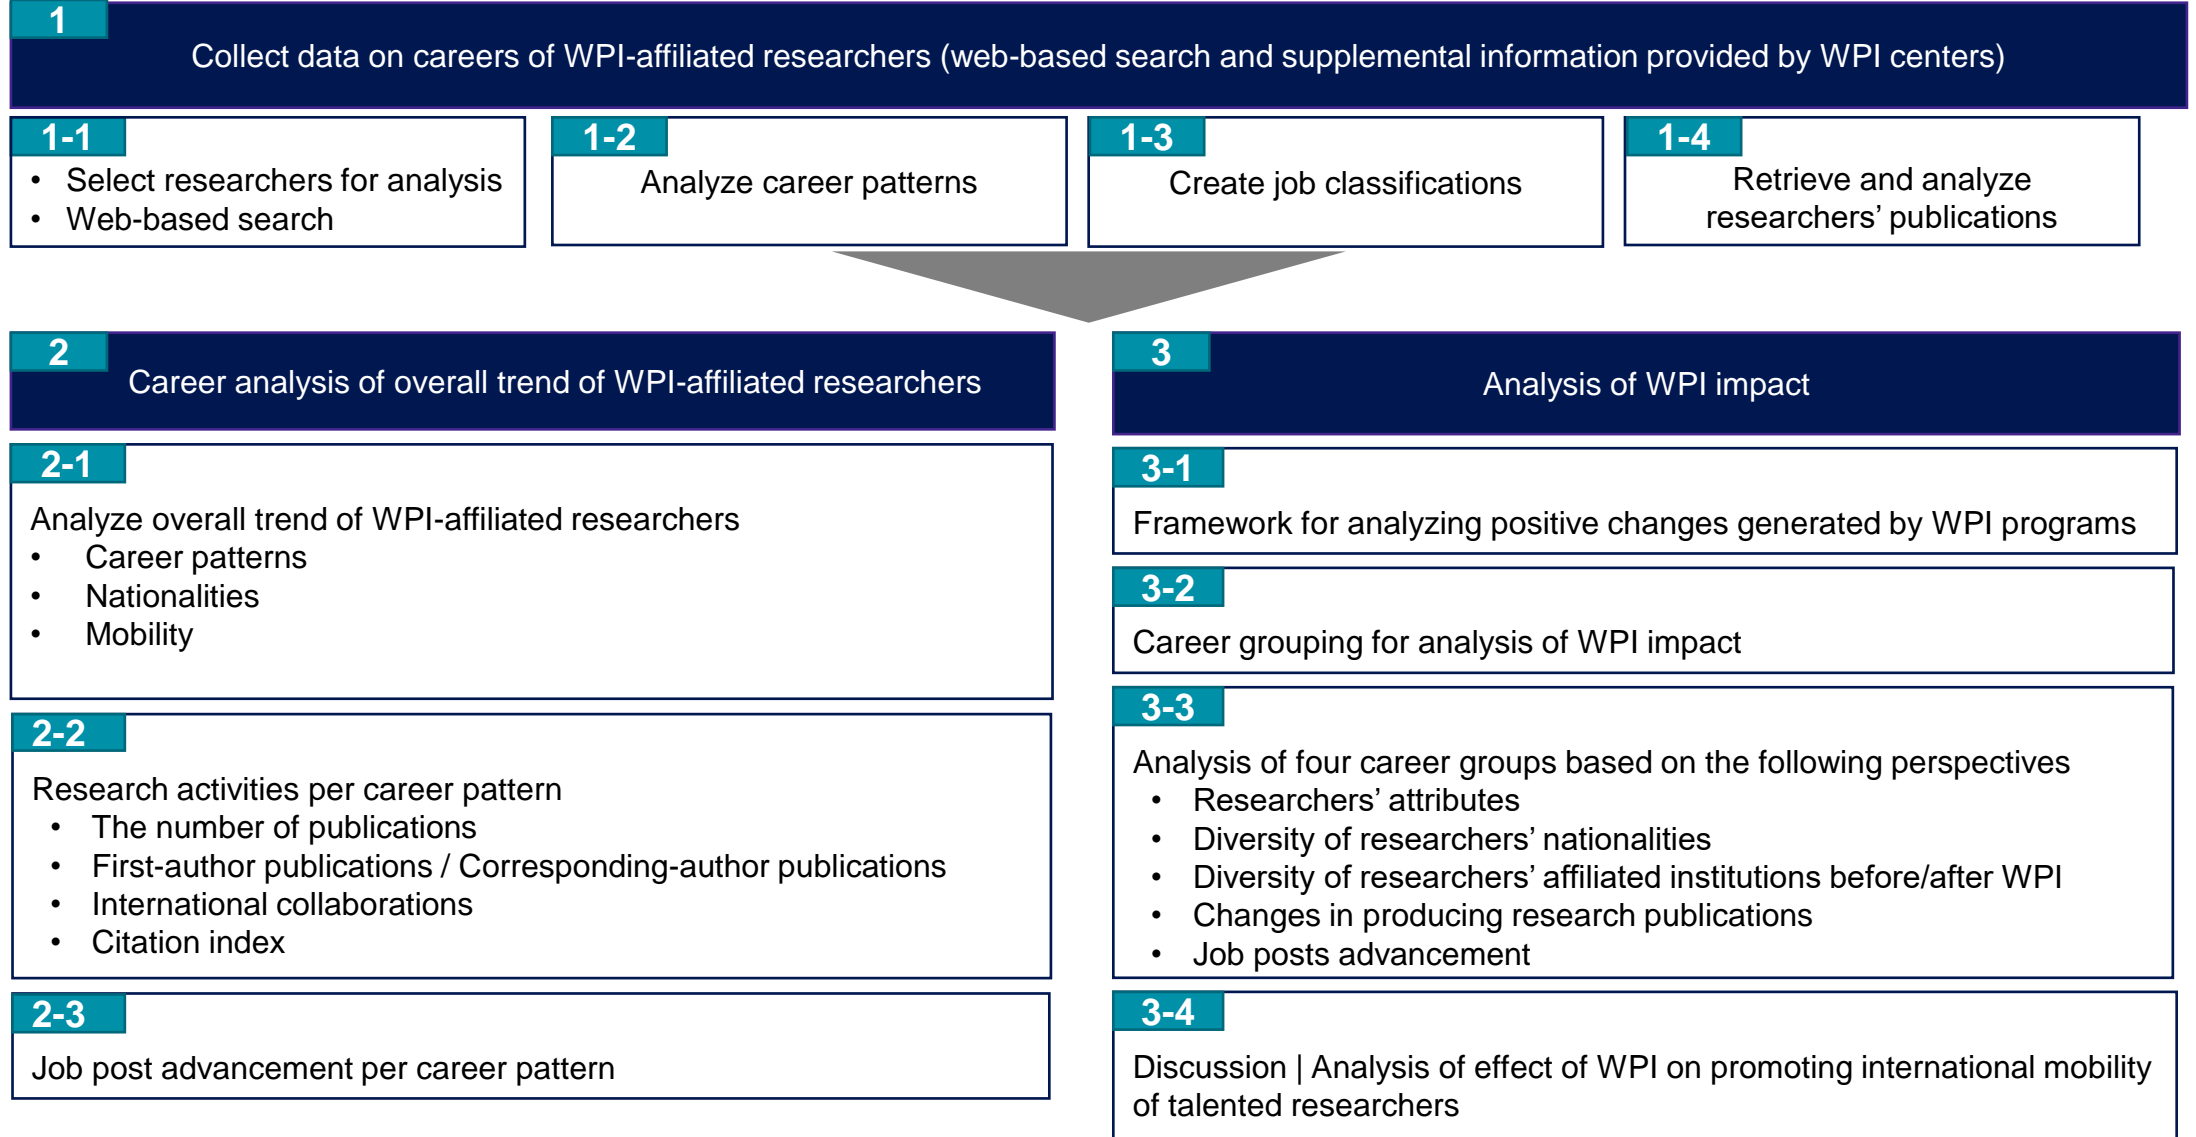 1
Collect data on careers of WPI-affiliated researchers (web-based search and supplemental information provided by WPI centers)
1-1
• Select researchers for analysis
• Web-based search
1-2
Analyze career patterns
1-3
Create job classifications
1-4
Retrieve and analyze
researchers’ publications
2
Career analysis of overall trend of WPI-affiliated researchers
2-1
Analyze overall trend of WPI-affiliated researchers
• Career patterns
• Nationalities
• Mobility
2-2
Research activities per career pattern
• The number of publications
• First-author publications / Corresponding-author publications
• International collaborations
• Citation index
2-3
Job post advancement per career pattern
3
Analysis of WPI impact
3-1
Framework for analyzing positive changes generated by WPI programs
3-2
Career grouping for analysis of WPI impact
3-3
Analysis of four career groups based on the following perspectives
• Researchers’ attributes
• Diversity of researchers’ nationalities
• Diversity of researchers’ affiliated institutions before/after WPI
• Changes in producing research publications
• Job posts advancement
3-4
Discussion | Analysis of effect of WPI on promoting international mobility
of talented researchers